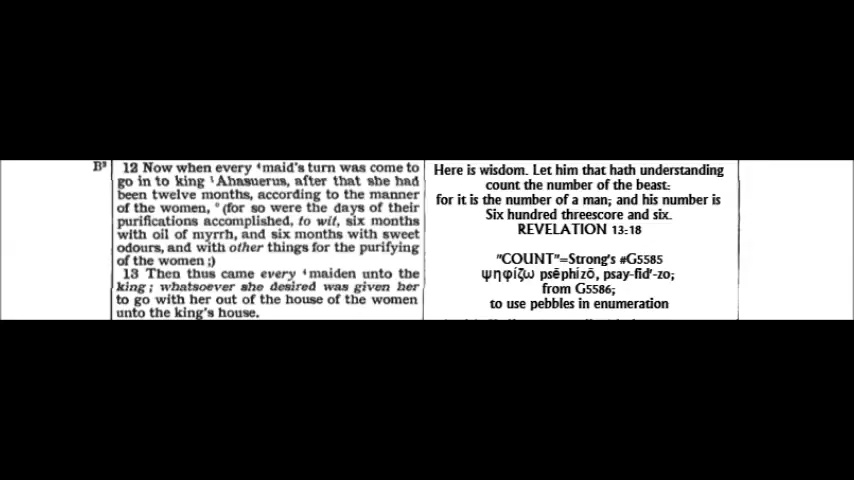 B²
12 Now when every ⁴maid's turn was come to
go in to king ¹Ahasuerus, after that she had
been twelve months, according to the manner
of the women, °(for so were the days of their
purifications accomplished, to wit, six months
with oil of myrrh, and six months with sweet
odours, and with other things for the purifying
of the women;)
13 Then thus came every ⁴maiden unto the
king; whatsoever she desired was given her
to go with her out of the house of the women
unto the king's house.
Here is wisdom. Let him that hath understanding
count the number of the beast:
for it is the number of a man; and his number is
Six hundred threescore and six.
REVELATION 13:18
"COUNT"=Strong's #G5585
ψηφίζω psēphízō, psay-fid'-zo;
from G5586;
to use pebbles in enumeration